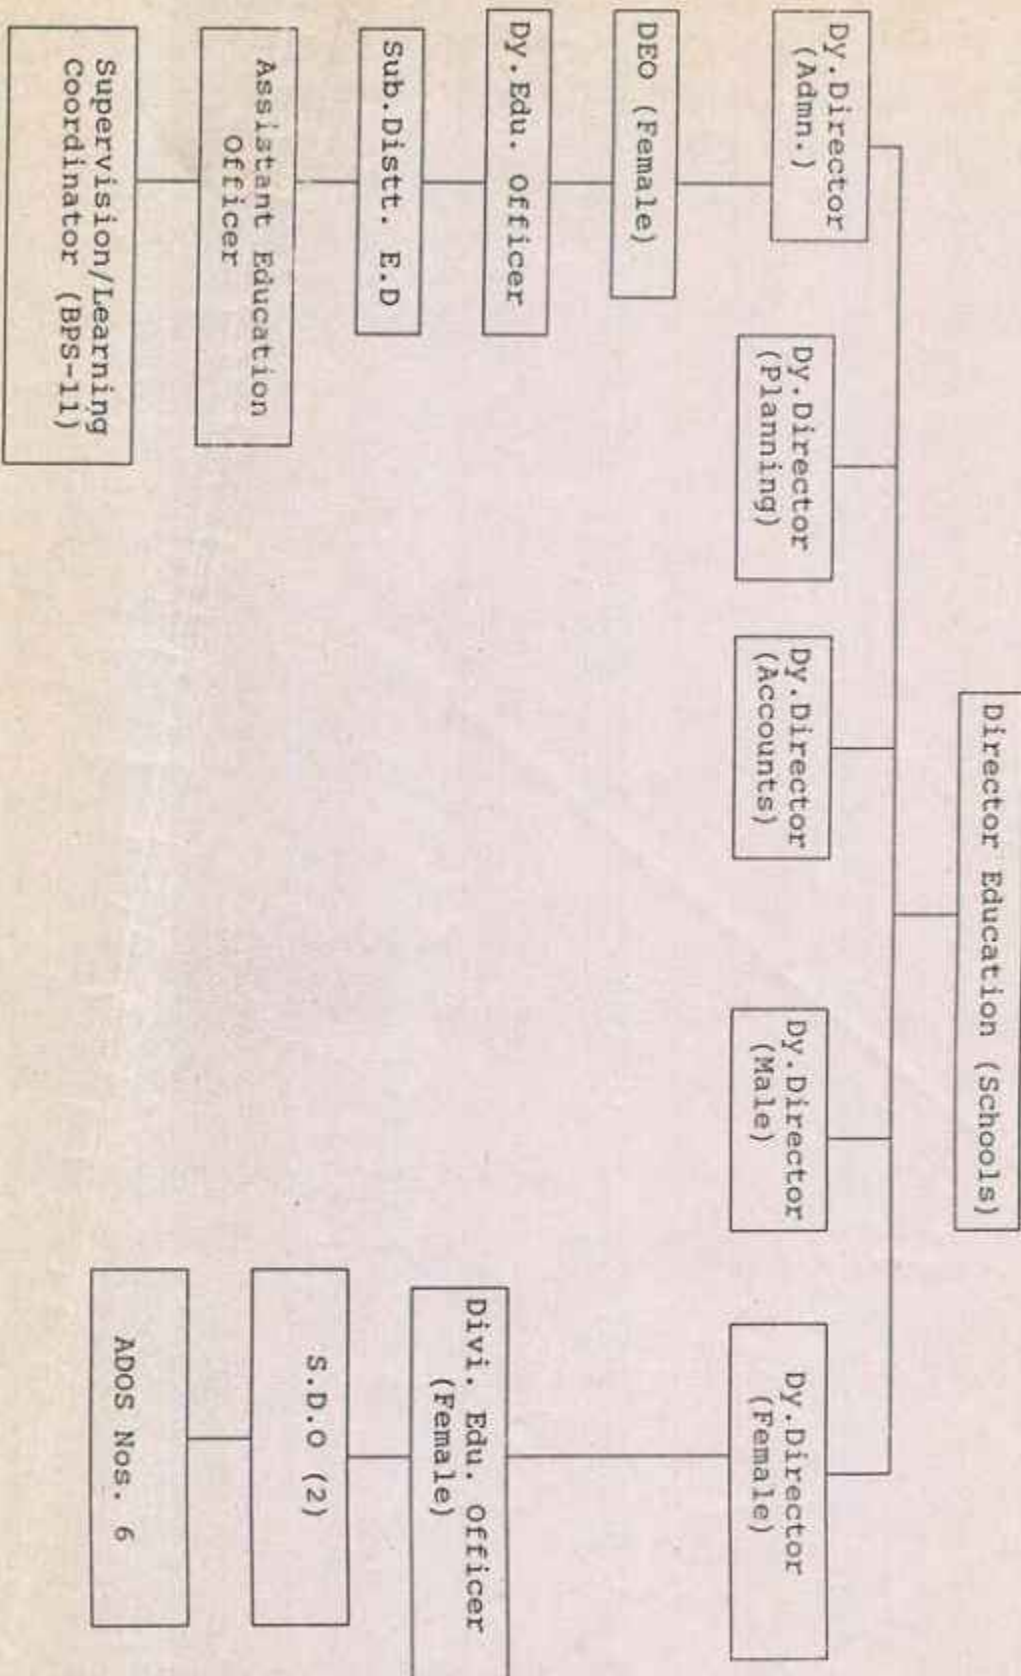 Director Education (Schools)
Dy.Director
(Admn.)
Dy.Director
(Planning)
Dy.Director
(Accounts)
Dy.Director
(Male)
Dy.Director
(Female)
DEO (Female)
Dy.Edu. Officer
Sub.Distt. E.D
Assistant Education
Officer
Supervision/Learning
Coordinator (BPS-11)
Divi. Edu. Officer
(Female)
S.D.O (2)
ADOS Nos. 6